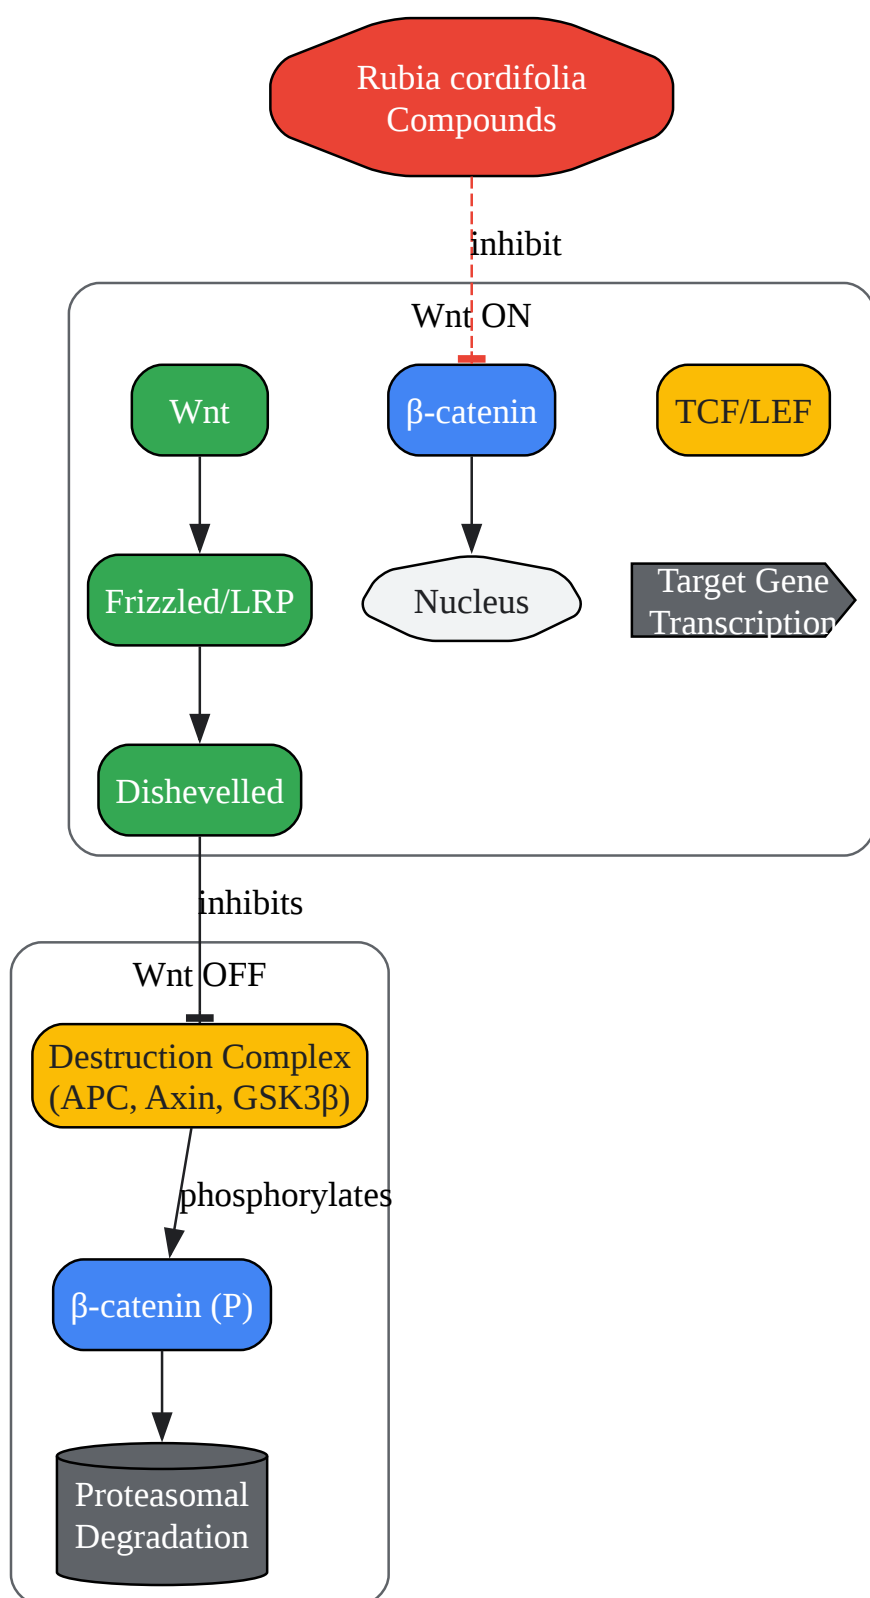 Rubia cordifolia
Compounds
inhibit
Wnt ON
Wnt
β-catenin
TCF/LEF
Frizzled/LRP
Nucleus
Target Gene
Transcription
Dishevelled
inhibits
Wnt OFF
Destruction Complex
(APC, Axin, GSK3β)
phosphorylates
β-catenin (P)
Proteasomal
Degradation